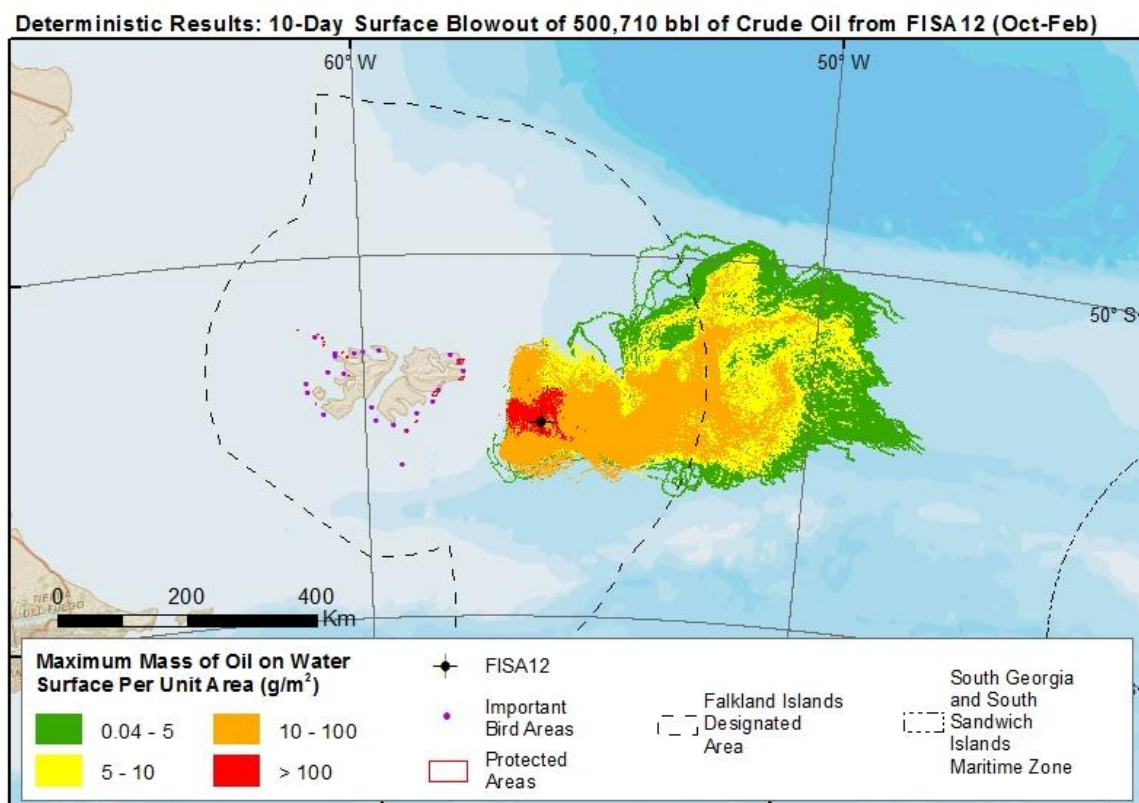 Deterministic Results: 10-Day Surface Blowout of 500,710 bbl of Crude Oil from FISA12 (Oct-Feb)
60° W
50° W
50° S
TIERRA
DEL FUEGO
0 200 400
Km
Maximum Mass of Oil on Water
Surface Per Unit Area (g/m²)
0.04 - 5
10 - 100
5 - 10
> 100
FISA12
Important
Bird Areas
Protected
Areas
Falkland Islands
Designated
Area
South Georgia
and South
Sandwich
Islands
Maritime Zone